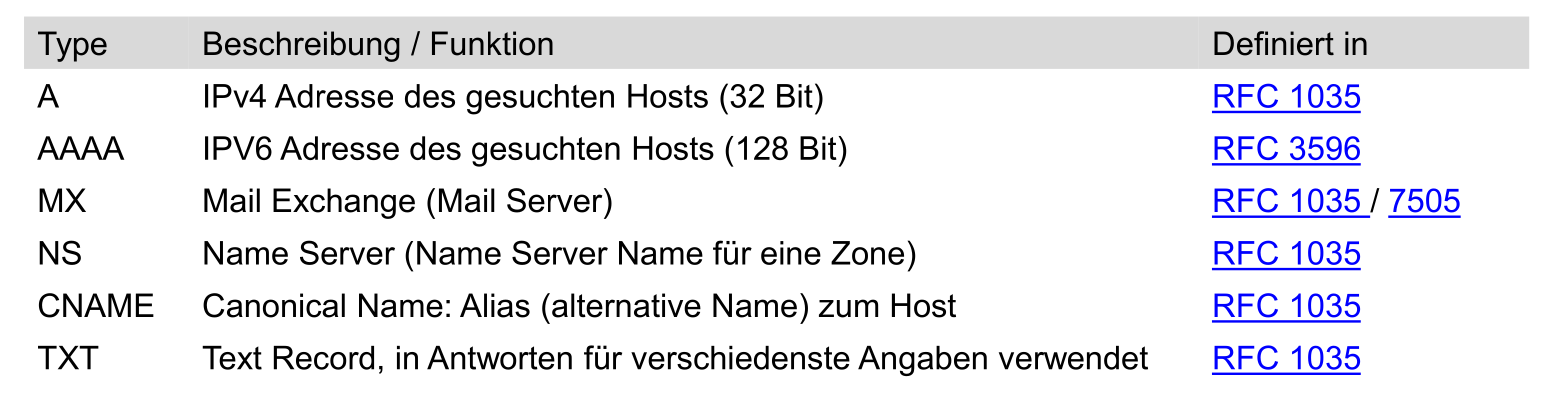 Type Beschreibung / Funktion Definiert in
A IPv4 Adresse des gesuchten Hosts (32 Bit) RFC 1035
AAAA IPV6 Adresse des gesuchten Hosts (128 Bit) RFC 3596
MX Mail Exchange (Mail Server) RFC 1035 / 7505
NS Name Server (Name Server Name für eine Zone) RFC 1035
CNAME Canonical Name: Alias (alternative Name) zum Host RFC 1035
TXT Text Record, in Antworten für verschiedenste Angaben verwendet RFC 1035